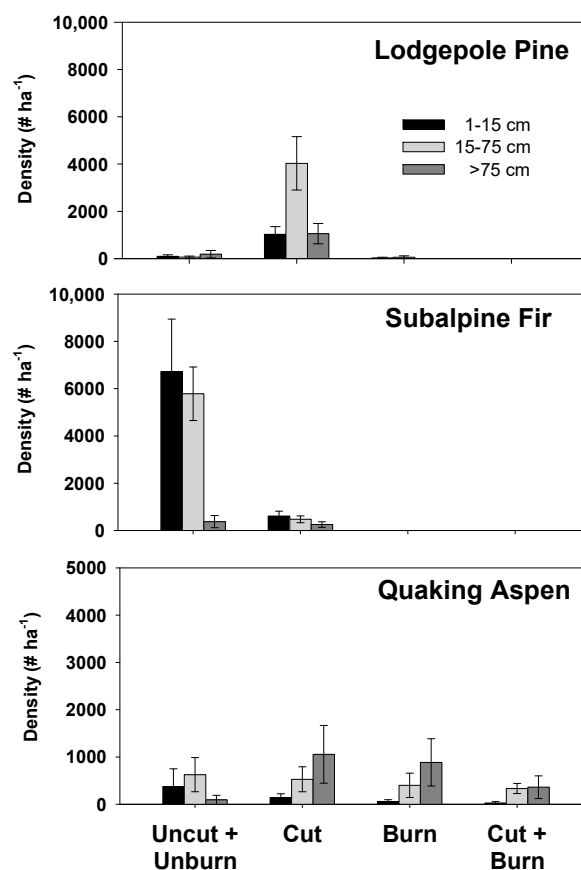 10,000
Lodgepole Pine
8000
6000
4000
2000
0
Density (# ha⁻¹)
1-15 cm
15-75 cm
>75 cm
10,000
Subalpine Fir
8000
6000
4000
2000
0
Density (# ha⁻¹)
5000
Quaking Aspen
4000
3000
2000
1000
0
Density (# ha⁻¹)
Uncut +
Unburn
Cut
Burn
Cut +
Burn